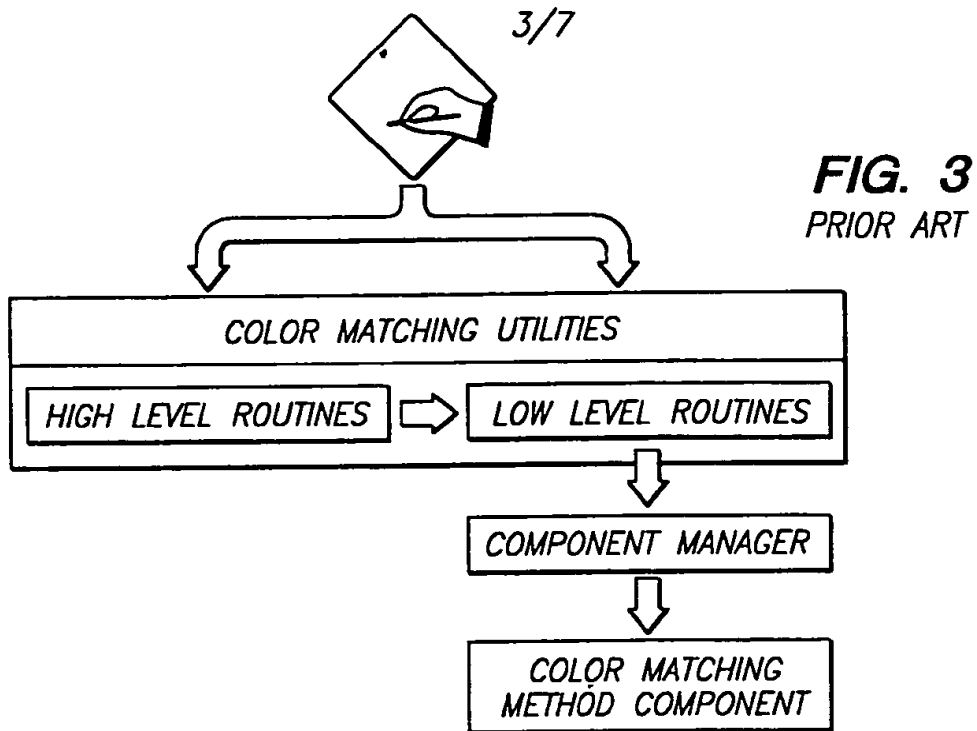 3/7
FIG. 3
PRIOR ART
COLOR MATCHING UTILITIES
HIGH LEVEL ROUTINES
LOW LEVEL ROUTINES
COMPONENT MANAGER
COLOR MATCHING
METHOD COMPONENT